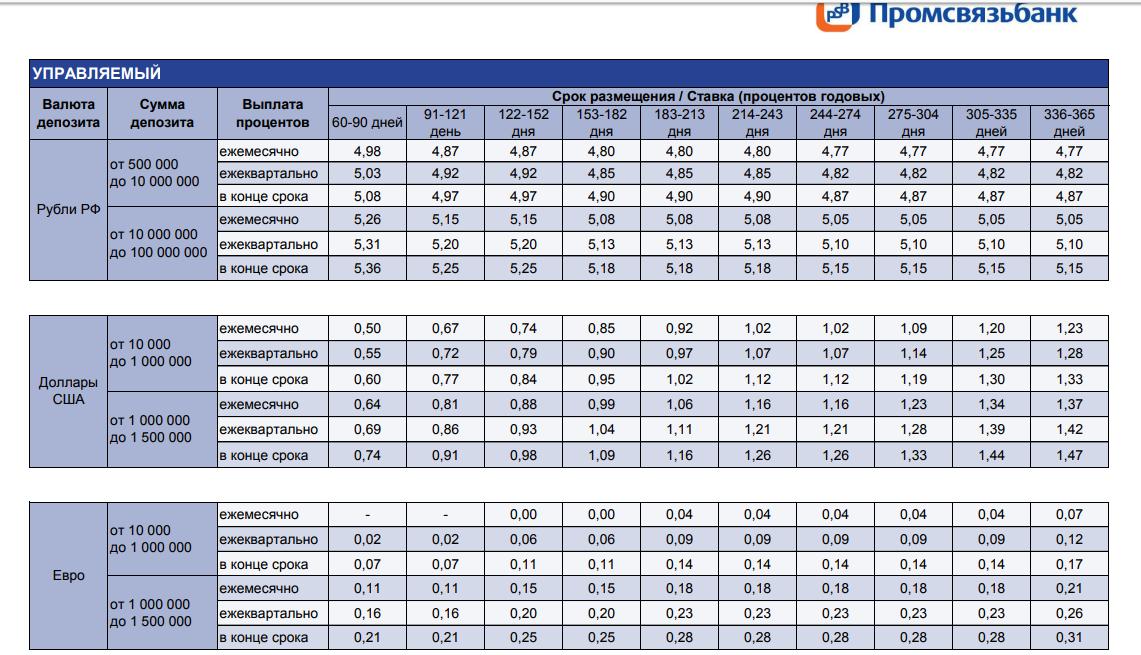 PSB Промсвязьбанк
УПРАВЛЯЕМЫЙ
Валюта депозита Сумма депозита Выплата процентов Срок размещения / Ставка (процентов годовых)
60-90 дней 91-121 день 122-152 дня 153-182 дня 183-213 дня 214-243 дня 244-274 дня 275-304 дня 305-335 дней 336-365 дней
Рубли РФ
от 500 000 до 10 000 000
ежемесячно 4,98 4,87 4,87 4,80 4,80 4,80 4,77 4,77 4,77 4,77
ежеквартально 5,03 4,92 4,92 4,85 4,85 4,85 4,82 4,82 4,82 4,82
в конце срока 5,08 4,97 4,97 4,90 4,90 4,90 4,87 4,87 4,87 4,87
от 10 000 000 до 100 000 000
ежемесячно 5,26 5,15 5,15 5,08 5,08 5,08 5,05 5,05 5,05 5,05
ежеквартально 5,31 5,20 5,20 5,13 5,13 5,13 5,10 5,10 5,10 5,10
в конце срока 5,36 5,25 5,25 5,18 5,18 5,18 5,15 5,15 5,15 5,15
Доллары США
от 10 000 до 1 000 000
ежемесячно 0,50 0,67 0,74 0,85 0,92 1,02 1,02 1,09 1,20 1,23
ежеквартально 0,55 0,72 0,79 0,90 0,97 1,07 1,07 1,14 1,25 1,28
в конце срока 0,60 0,77 0,84 0,95 1,02 1,12 1,12 1,19 1,30 1,33
от 1 000 000 до 1 500 000
ежемесячно 0,64 0,81 0,88 0,99 1,06 1,16 1,16 1,23 1,34 1,37
ежеквартально 0,69 0,86 0,93 1,04 1,11 1,21 1,21 1,28 1,39 1,42
в конце срока 0,74 0,91 0,98 1,09 1,16 1,26 1,26 1,33 1,44 1,47
Евро
от 10 000 до 1 000 000
ежемесячно - - 0,00 0,00 0,04 0,04 0,04 0,04 0,04 0,07
ежеквартально 0,02 0,02 0,06 0,06 0,09 0,09 0,09 0,09 0,09 0,12
в конце срока 0,07 0,07 0,11 0,11 0,14 0,14 0,14 0,14 0,14 0,17
от 1 000 000 до 1 500 000
ежемесячно 0,11 0,11 0,15 0,15 0,18 0,18 0,18 0,18 0,18 0,21
ежеквартально 0,16 0,16 0,20 0,20 0,23 0,23 0,23 0,23 0,23 0,26
в конце срока 0,21 0,21 0,25 0,25 0,28 0,28 0,28 0,28 0,28 0,31